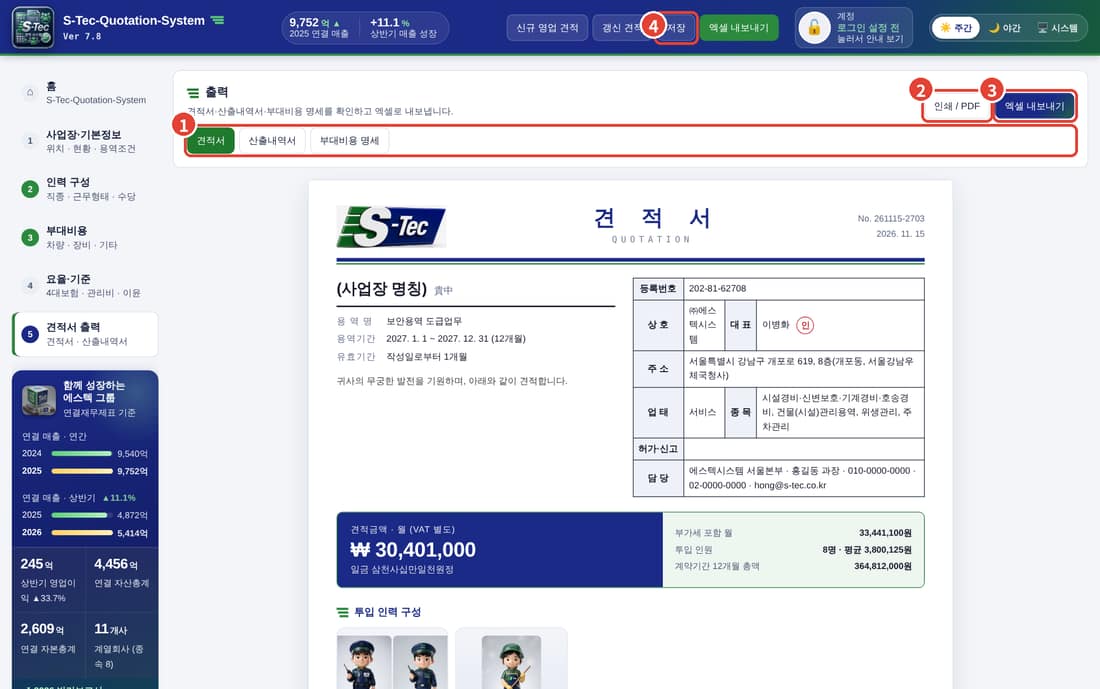 S-Tec
S-Tec-Quotation-System
Ver 7.8
9,752 억 ▲
2025 연결 매출
+11.1 %
상반기 매출 성장
신규 영업 견적
갱신 견적
4
저장
엑셀 내보내기
계정
로그인 설정 전
눌러서 안내 보기
주간
야간
시스템
홈
S-Tec-Quotation-System
1
사업장·기본정보
위치 · 현황 · 용역조건
2
인력 구성
직종 · 근무형태 · 수당
3
부대비용
차량 · 장비 · 기타
4
요율·기준
4대보험 · 관리비 · 이윤
5
견적서 출력
견적서 · 산출내역서
함께 성장하는
에스텍 그룹
연결재무제표 기준
연결 매출 · 연간
2024 9,540억
2025 9,752억
연결 매출 · 상반기 ▲11.1%
2025 4,872억
2026 5,414억
245억
상반기 영업이
익 ▲33.7%
4,456억
연결 자산총계
2,609억
연결 자본총계
11개사
계열회사 (종
속 8)
출력
견적서·산출내역서·부대비용 명세를 확인하고 엑셀로 내보냅니다.
2
인쇄 / PDF
3
엑셀 내보내기
1
견적서
산출내역서
부대비용 명세
S-Tec
견 적 서
QUOTATION
No. 261115-2703
2026. 11. 15
(사업장 명칭) 貴中
용 역 명 보안용역 도급업무
용역기간 2027. 1. 1 ~ 2027. 12. 31 (12개월)
유효기간 작성일로부터 1개월
귀사의 무궁한 발전을 기원하며, 아래와 같이 견적합니다.
등록번호 202-81-62708
상 호
㈜에스
텍시스
템
대 표
이병화 인
주 소
서울특별시 강남구 개포로 619, 8층(개포동, 서울강남우
체국청사)
업 태
서비스
종 목
시설경비·신변보호·기계경비·호송경
비, 건물(시설)관리용역, 위생관리, 주
차관리
허가·신고
담 당
에스텍시스템 서울본부 · 홍길동 과장 · 010-0000-0000 ·
02-0000-0000 · hong@s-tec.co.kr
견적금액 · 월 (VAT 별도)
₩ 30,401,000
일금 삼천사십만일천원정
부가세 포함 월 33,441,100원
투입 인원 8명 · 평균 3,800,125원
계약기간 12개월 총액 364,812,000원
투입 인력 구성